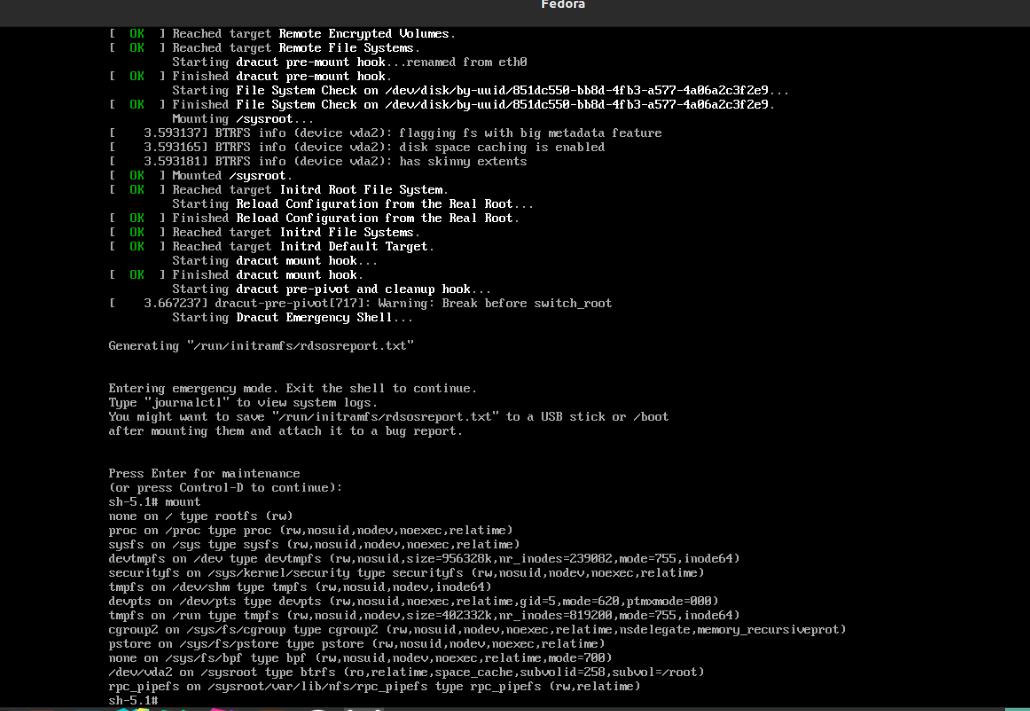 Fedora
[  OK  ] Reached target Remote Encrypted Volumes.
[  OK  ] Reached target Remote File Systems.
         Starting dracut pre-mount hook...renamed from eth0
[  OK  ] Finished dracut pre-mount hook.
         Starting File System Check on /dev/disk/by-uuid/851dc550-bb8d-4fb3-a577-4a06a2c3f2e9...
[  OK  ] Finished File System Check on /dev/disk/by-uuid/851dc550-bb8d-4fb3-a577-4a06a2c3f2e9.
         Mounting /sysroot...
[    3.593137] BTRFS info (device vda2): flagging fs with big metadata feature
[    3.593165] BTRFS info (device vda2): disk space caching is enabled
[    3.593181] BTRFS info (device vda2): has skinny extents
[  OK  ] Mounted /sysroot.
[  OK  ] Reached target Initrd Root File System.
         Starting Reload Configuration from the Real Root...
[  OK  ] Finished Reload Configuration from the Real Root.
[  OK  ] Reached target Initrd File Systems.
[  OK  ] Reached target Initrd Default Target.
         Starting dracut mount hook...
[  OK  ] Finished dracut mount hook.
         Starting dracut pre-pivot and cleanup hook...
[    3.667237] dracut-pre-pivot[717]: Warning: Break before switch_root
         Starting Dracut Emergency Shell...
Generating "/run/initramfs/rdsosreport.txt"
Entering emergency mode. Exit the shell to continue.
Type "journalctl" to view system logs.
You might want to save "/run/initramfs/rdsosreport.txt" to a USB stick or /boot
after mounting them and attach it to a bug report.
Press Enter for maintenance
(or press Control-D to continue):
sh-5.1# mount
none on / type rootfs (rw)
proc on /proc type proc (rw,nosuid,nodev,noexec,relatime)
sysfs on /sys type sysfs (rw,nosuid,nodev,noexec,relatime)
devtmpfs on /dev type devtmpfs (rw,nosuid,size=956328k,nr_inodes=239082,mode=755,inode64)
securityfs on /sys/kernel/security type securityfs (rw,nosuid,nodev,noexec,relatime)
tmpfs on /dev/shm type tmpfs (rw,nosuid,nodev,inode64)
devpts on /dev/pts type devpts (rw,nosuid,noexec,relatime,gid=5,mode=620,ptmxmode=000)
tmpfs on /run type tmpfs (rw,nosuid,nodev,size=402332k,nr_inodes=819200,mode=755,inode64)
cgroup2 on /sys/fs/cgroup type cgroup2 (rw,nosuid,nodev,noexec,relatime,nsdelegate,memory_recursiveprot)
pstore on /sys/fs/pstore type pstore (rw,nosuid,nodev,noexec,relatime)
none on /sys/fs/bpf type bpf (rw,nosuid,nodev,noexec,relatime,mode=700)
/dev/vda2 on /sysroot type btrfs (ro,relatime,space_cache,subvolid=258,subvol=/root)
rpc_pipefs on /sysroot/var/lib/nfs/rpc_pipefs type rpc_pipefs (rw,relatime)
sh-5.1#